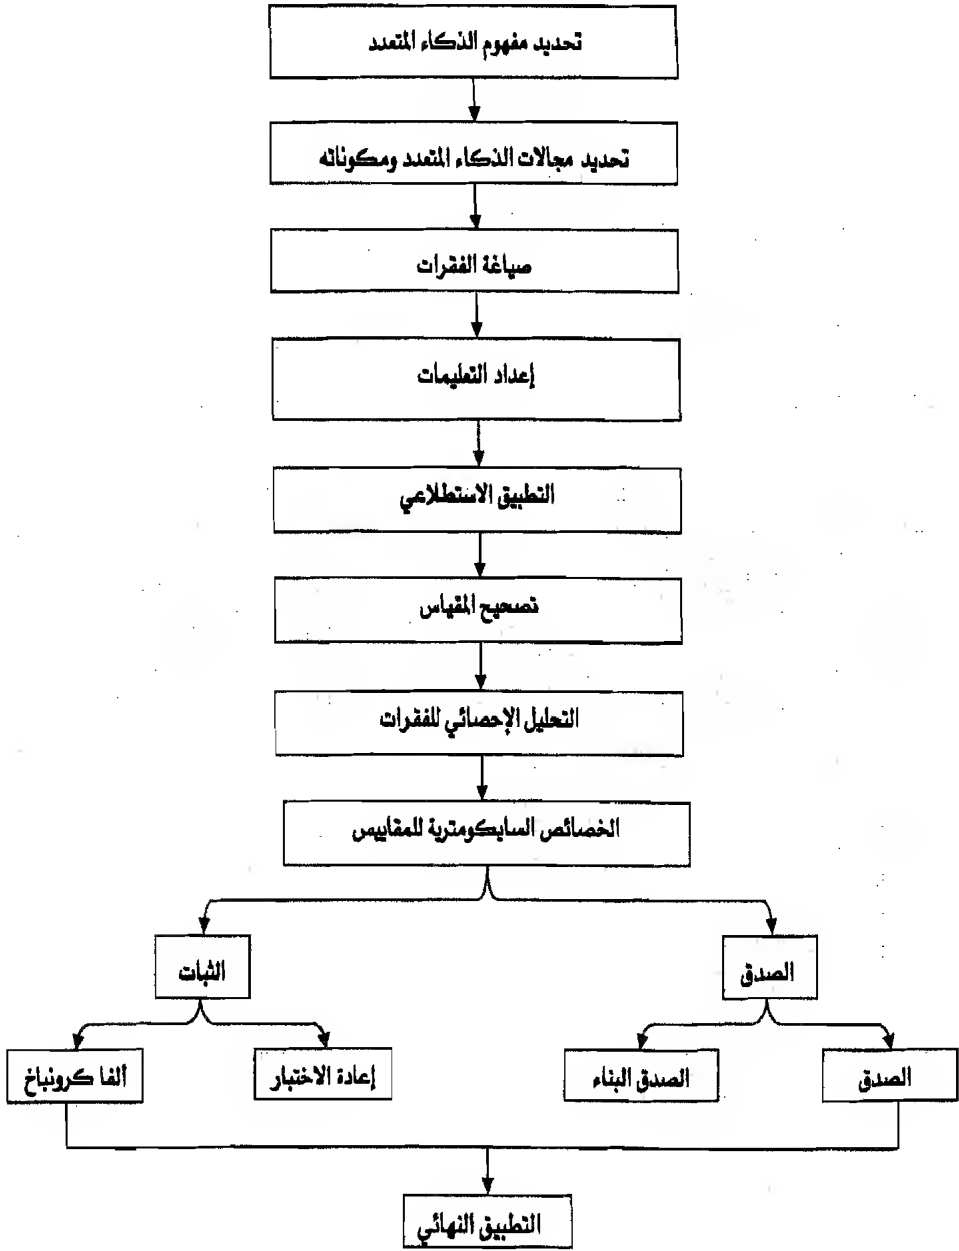 تحديد مفهوم الذكاء المتعدد
تحديد مجالات الذكاء المتعدد ومكوناته
صياغة الفقرات
إعداد التعليمات
التطبيق الاستطلاعي
تصحيح المقياس
التحليل الإحصائي للفقرات
الخصائص السايكومترية للمقاييس
الصدق
الثبات
الصدق
الصدق البناء
إعادة الاختبار
ألفا كرونباخ
التطبيق النهائي